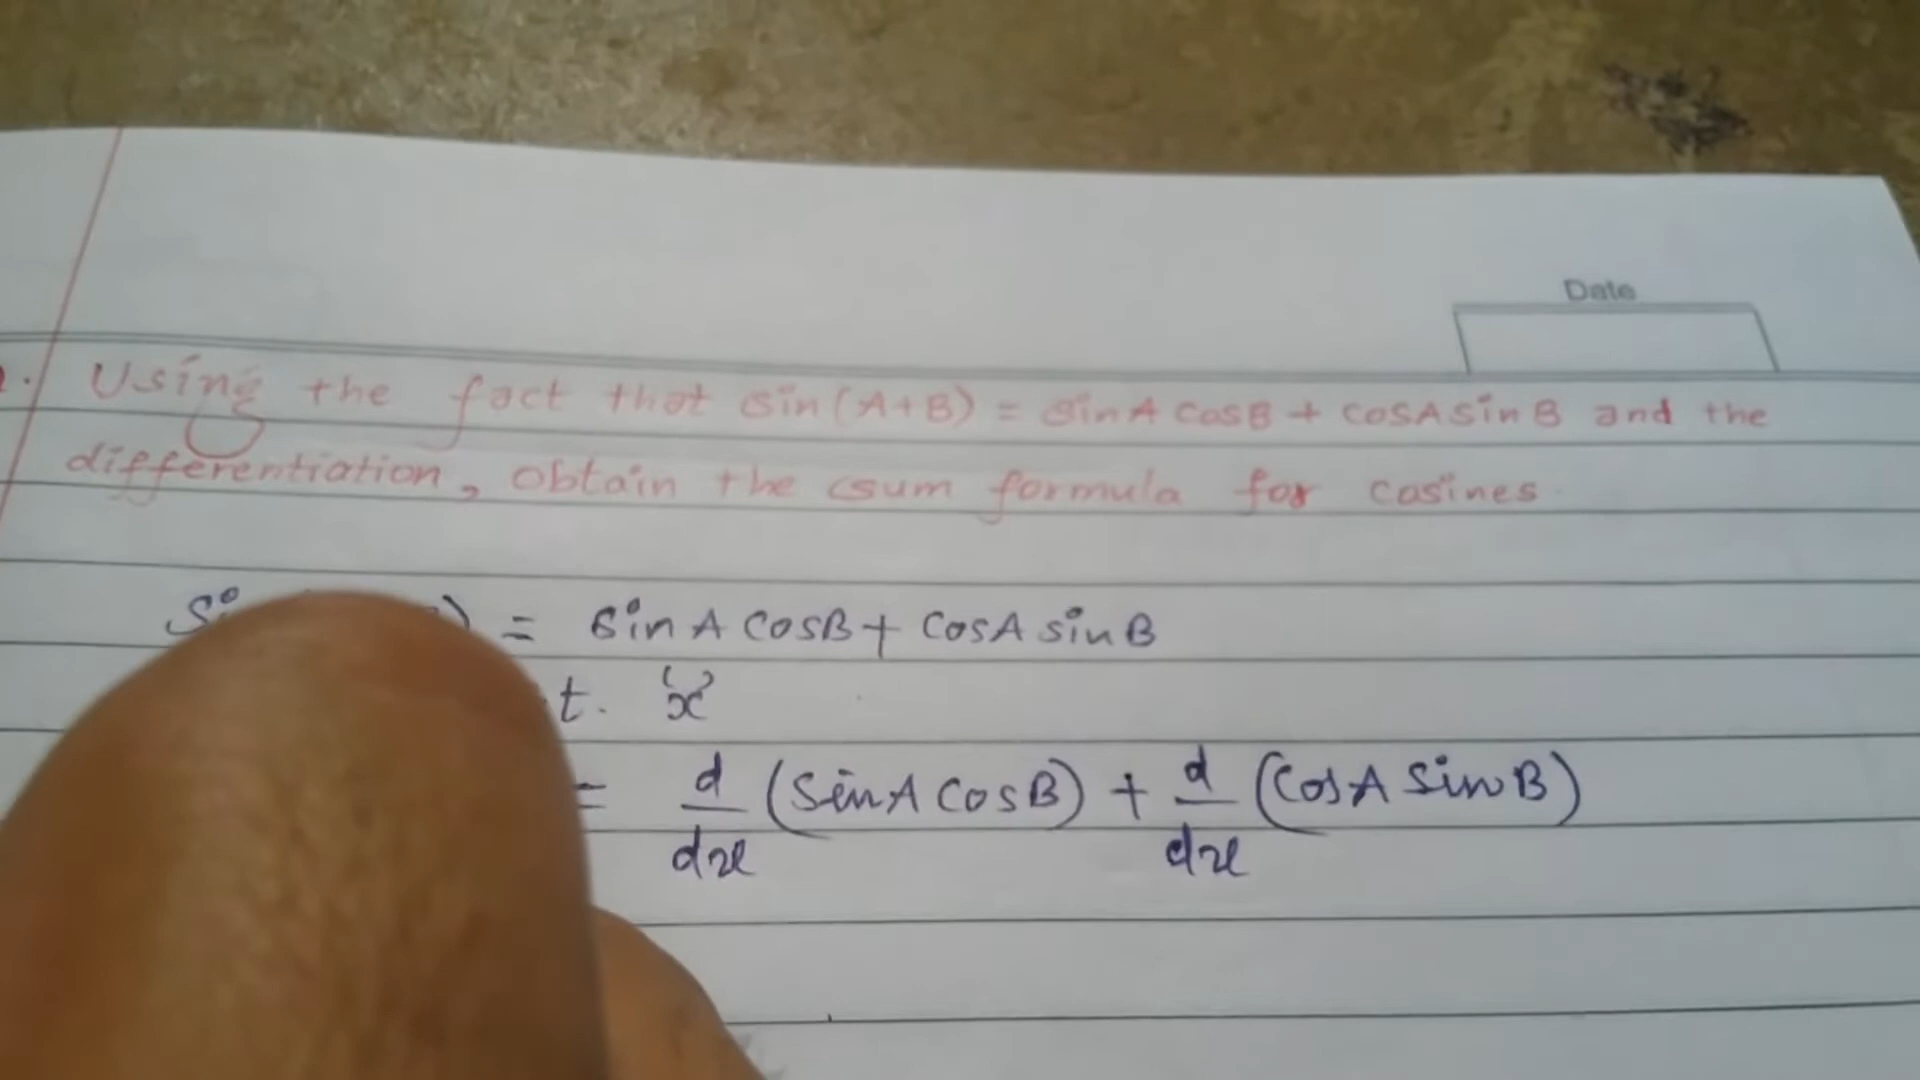 Date
Using the fact that sin(A+B) = sinA cosB + cosA sinB and the
differentiation, obtain the sum formula for cosines.
) = sinA cosB + cosA sinB
t. 'x'
= d/dx (sinA cosB) + d/dx (cosA sinB)